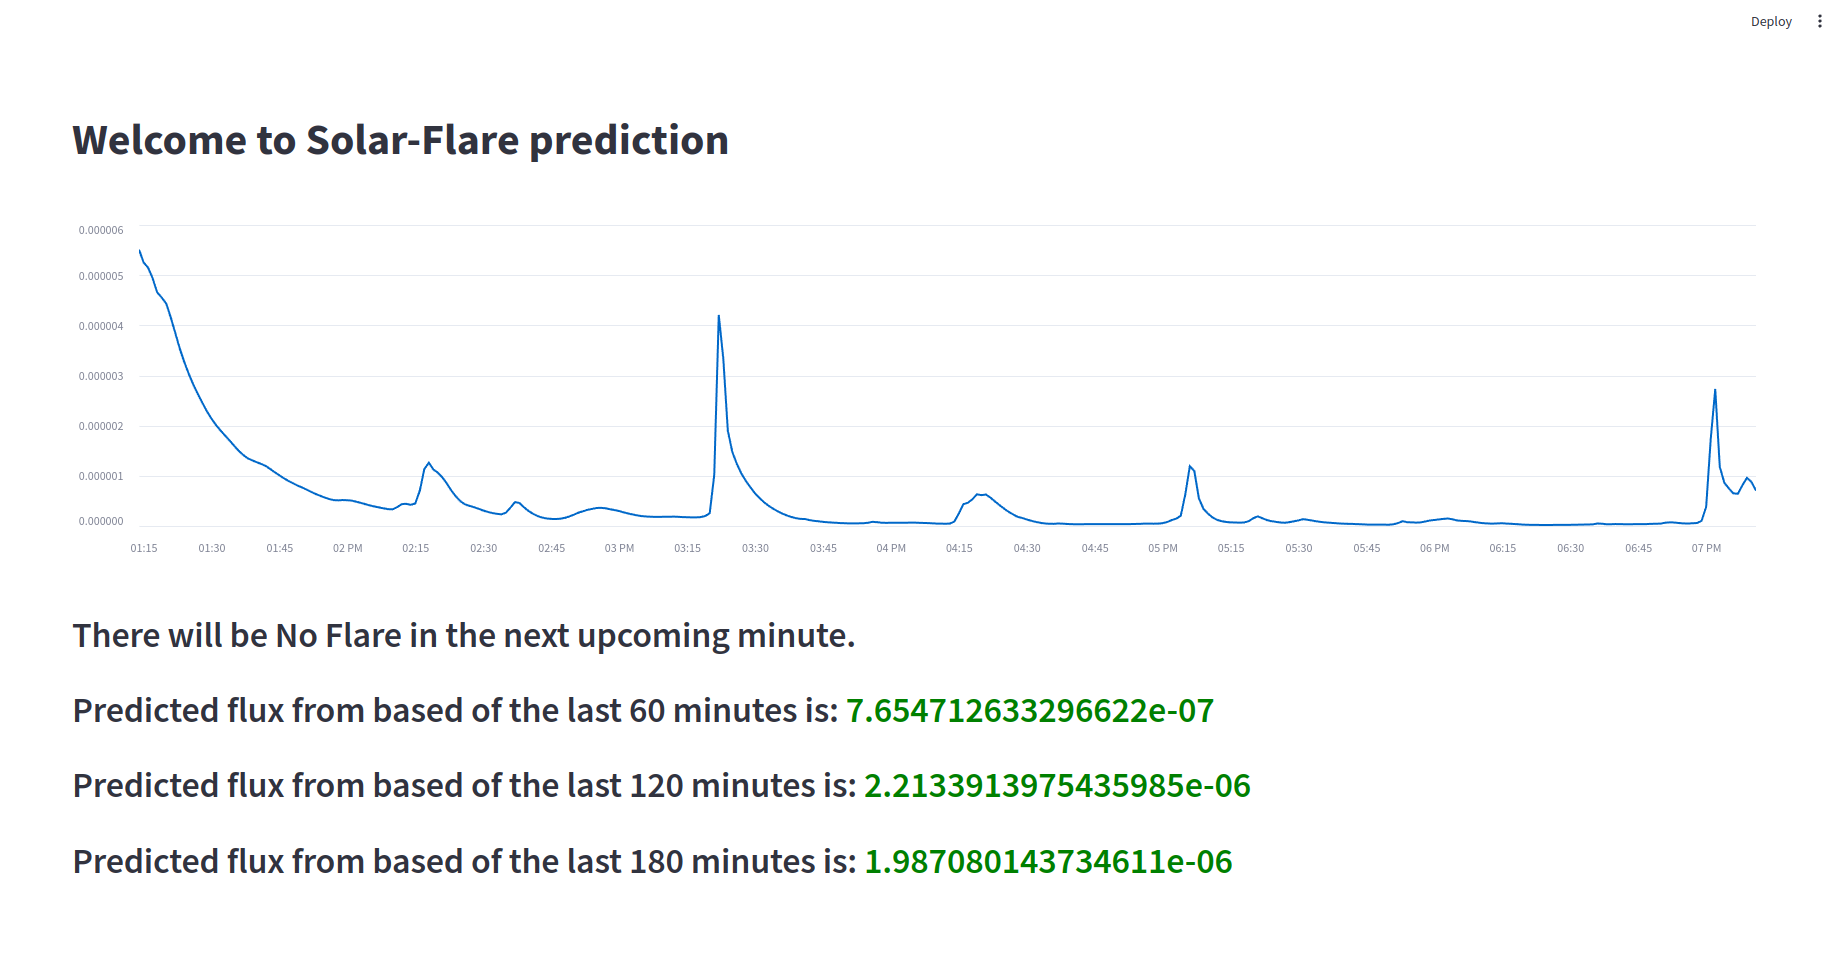 Deploy
Welcome to Solar-Flare prediction
0.000006
0.000005
0.000004
0.000003
0.000002
0.000001
0.000000
01:15 01:30 01:45 02 PM 02:15 02:30 02:45 03 PM 03:15 03:30 03:45 04 PM 04:15 04:30 04:45 05 PM 05:15 05:30 05:45 06 PM 06:15 06:30 06:45 07 PM
There will be No Flare in the next upcoming minute.
Predicted flux from based of the last 60 minutes is: 7.654712633296622e-07
Predicted flux from based of the last 120 minutes is: 2.2133913975435985e-06
Predicted flux from based of the last 180 minutes is: 1.987080143734611e-06